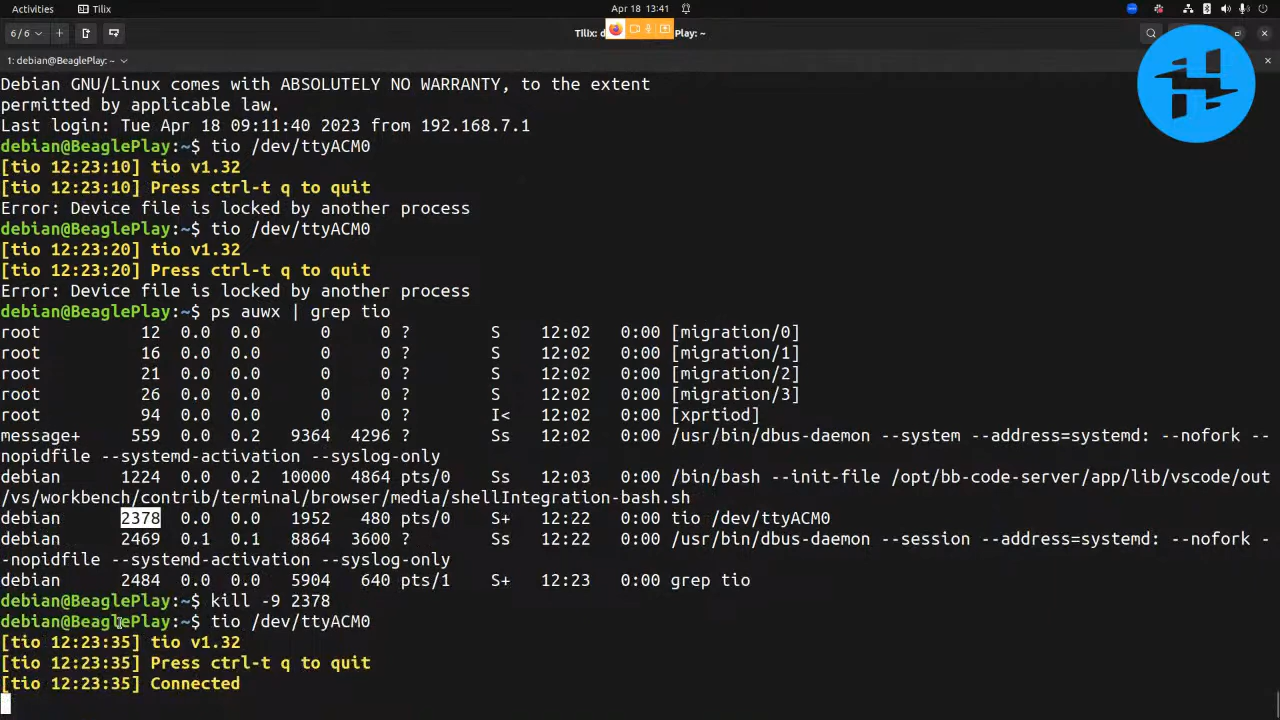 Activities Tilix Apr 18 13:41
6/6 Tilix: d Play: ~
1: debian@BeaglePlay: ~
Debian GNU/Linux comes with ABSOLUTELY NO WARRANTY, to the extent
permitted by applicable law.
Last login: Tue Apr 18 09:11:40 2023 from 192.168.7.1
debian@BeaglePlay:~$ tio /dev/ttyACM0
[tio 12:23:10] tio v1.32
[tio 12:23:10] Press ctrl-t q to quit
Error: Device file is locked by another process
debian@BeaglePlay:~$ tio /dev/ttyACM0
[tio 12:23:20] tio v1.32
[tio 12:23:20] Press ctrl-t q to quit
Error: Device file is locked by another process
debian@BeaglePlay:~$ ps auwx | grep tio
root 12 0.0 0.0 0 0 ? S 12:02 0:00 [migration/0]
root 16 0.0 0.0 0 0 ? S 12:02 0:00 [migration/1]
root 21 0.0 0.0 0 0 ? S 12:02 0:00 [migration/2]
root 26 0.0 0.0 0 0 ? S 12:02 0:00 [migration/3]
root 94 0.0 0.0 0 0 ? I< 12:02 0:00 [xprtiod]
message+ 559 0.0 0.2 9364 4296 ? Ss 12:02 0:00 /usr/bin/dbus-daemon --system --address=systemd: --nofork --
nopidfile --systemd-activation --syslog-only
debian 1224 0.0 0.2 10000 4864 pts/0 Ss 12:03 0:00 /bin/bash --init-file /opt/bb-code-server/app/lib/vscode/out
/vs/workbench/contrib/terminal/browser/media/shellIntegration-bash.sh
debian 2378 0.0 0.0 1952 480 pts/0 S+ 12:22 0:00 tio /dev/ttyACM0
debian 2469 0.1 0.1 8864 3600 ? Ss 12:22 0:00 /usr/bin/dbus-daemon --session --address=systemd: --nofork -
-nopidfile --systemd-activation --syslog-only
debian 2484 0.0 0.0 5904 640 pts/1 S+ 12:23 0:00 grep tio
debian@BeaglePlay:~$ kill -9 2378
debian@BeaglePlay:~$ tio /dev/ttyACM0
[tio 12:23:35] tio v1.32
[tio 12:23:35] Press ctrl-t q to quit
[tio 12:23:35] Connected